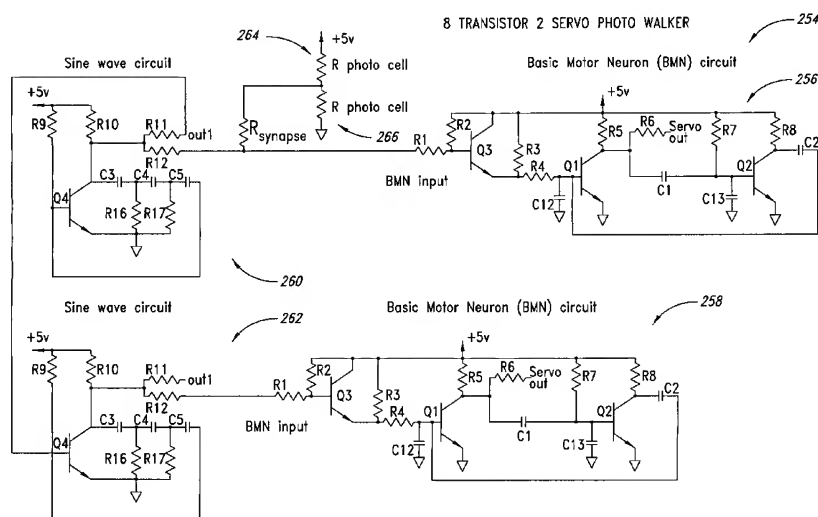 8 TRANSISTOR 2 SERVO PHOTO WALKER
254
264
+5v
Sine wave circuit
R photo cell
Basic Motor Neuron (BMN) circuit
256
+5v
R9
R10
R11
out1
R12
R photo cell
266
Rsynapse
+5v
R1
R2
Q3
R3
R4
BMN input
R5
R6
Servo out
R7
R8
C2
Q1
C1
Q2
C12
C13
Q4
C3
C4
C5
R16
R17
260
Sine wave circuit
262
Basic Motor Neuron (BMN) circuit
258
+5v
R9
R10
R11
out1
R12
+5v
R1
R2
Q3
R3
R4
BMN input
R5
R6
Servo out
R7
R8
C2
Q1
C1
Q2
C12
C13
Q4
C3
C4
C5
R16
R17